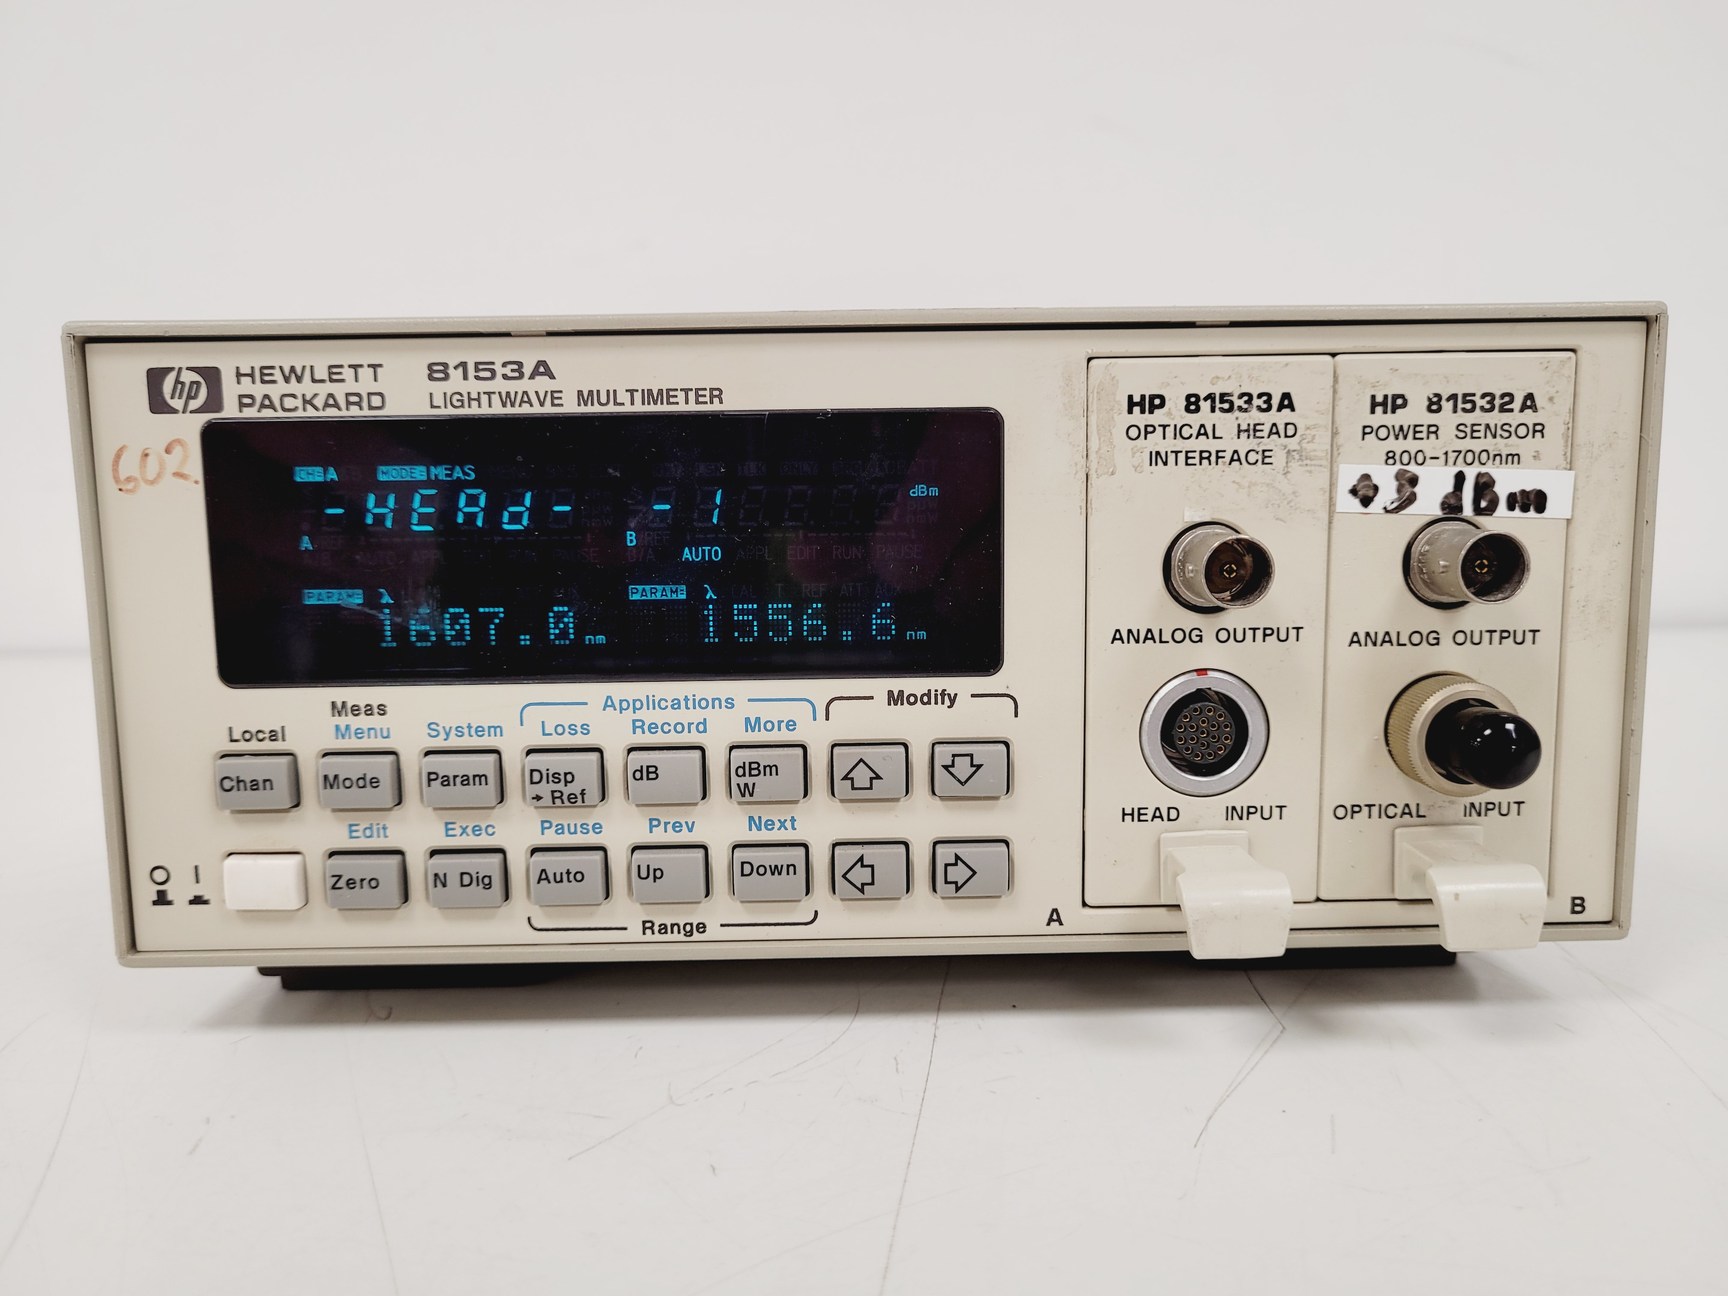 hp HEWLETT PACKARD
8153A
LIGHTWAVE MULTIMETER
602
CH= A MODE= MEAS
-HEAd- -1 dBm
A B AUTO
PARAM= λ PARAM= λ
1607.0 nm 1556.6 nm
Applications
Modify
Meas
Local Menu System Loss Record More
Chan Mode Param Disp → Ref dB dBm W
Edit Exec Pause Prev Next
O I
Zero N Dig Auto Up Down
Range
A
HP 81533A
OPTICAL HEAD
INTERFACE
ANALOG OUTPUT
HEAD INPUT
HP 81532A
POWER SENSOR
800-1700nm
+3 dBm
ANALOG OUTPUT
OPTICAL INPUT
B